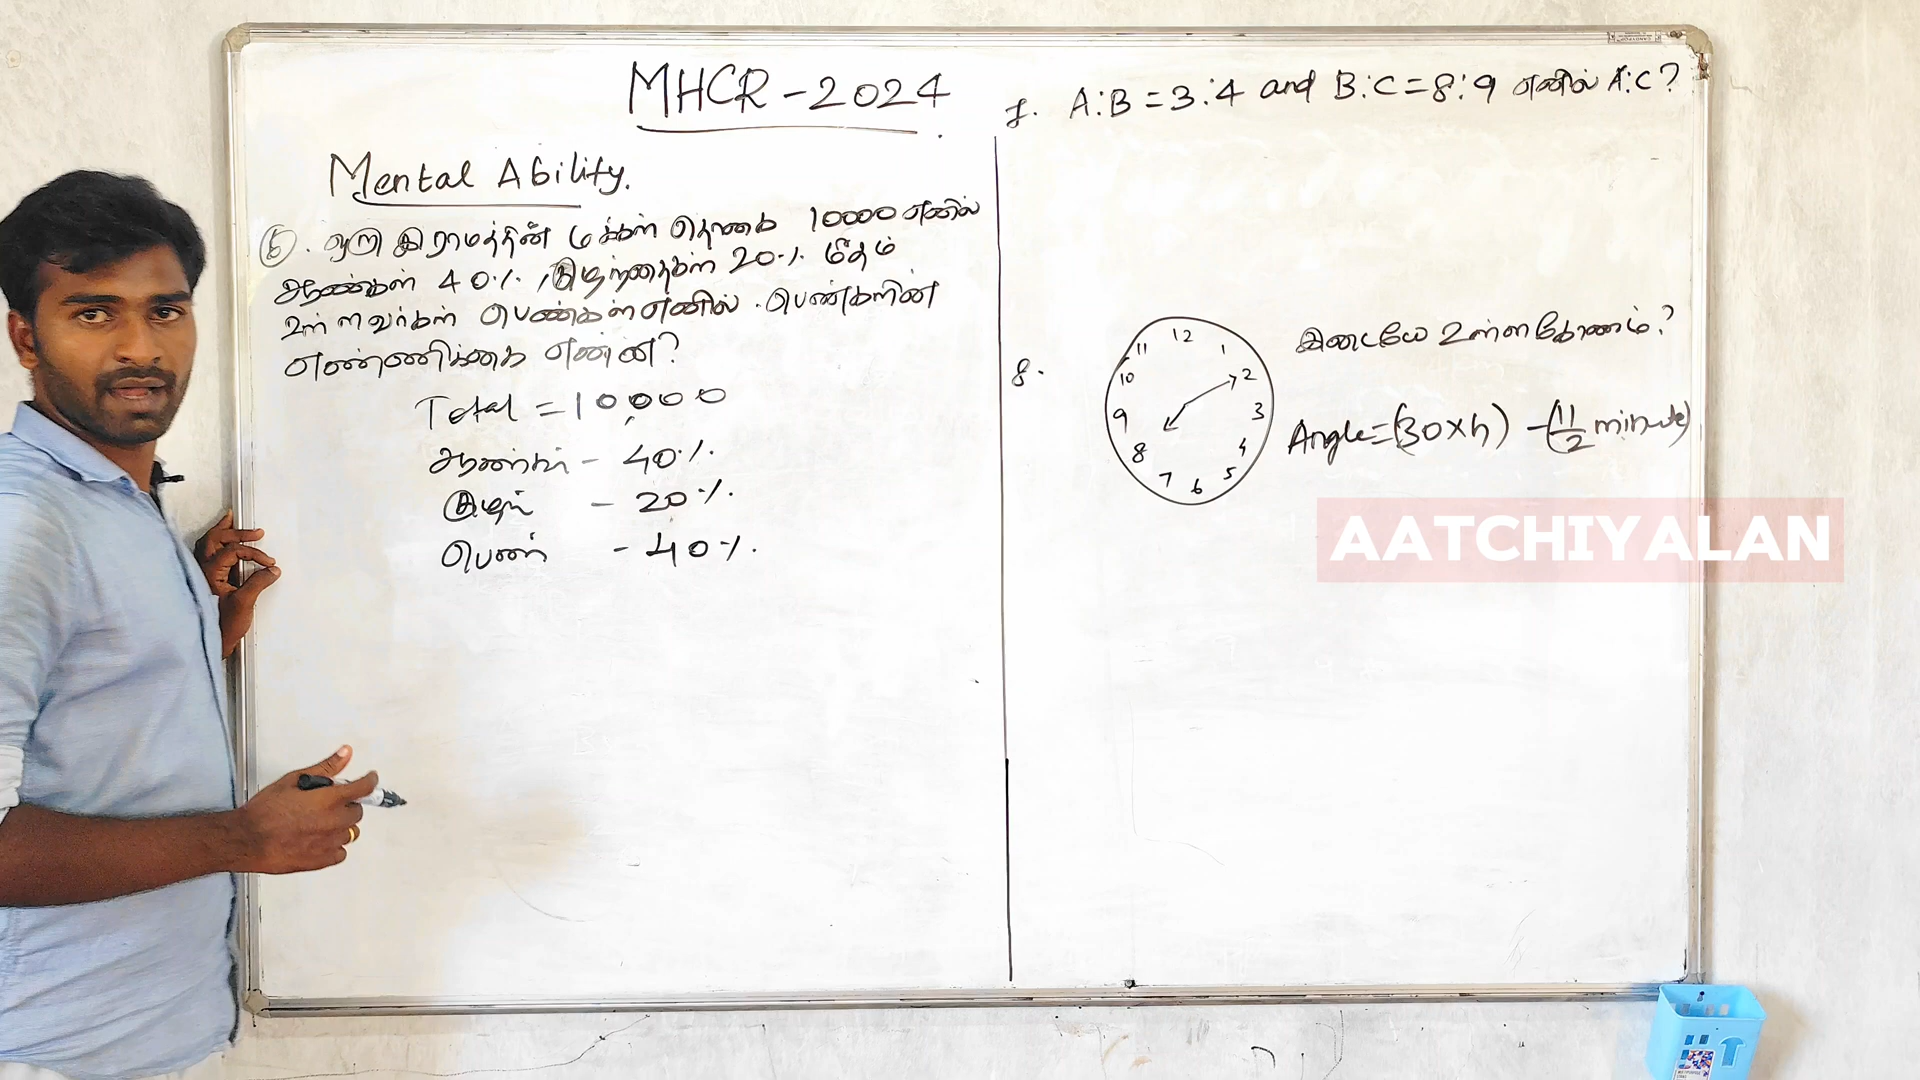 MHCR - 2024
Mental Ability.
6. ஒரு கிராமத்தின் மக்கள் தொகை 10000 எனில்
ஆண்கள் 40%, குழந்தைகள் 20% மீதம்
உள்ளவர்கள் பெண்கள் எனில். பெண்களின்
எண்ணிக்கை என்ன?
Total = 10,000
ஆண்கள் - 40%
குழந் - 20%
பெண் - 40%.
7. A:B = 3:4 and B:C = 8:9 எனில் A:C?
8.
12
11
1
10
2
9
3
8
4
7
5
6
இடையே உள்ள கோணம்?
Angle = (30×h) - (11/2 minute)
AATCHIYALAN